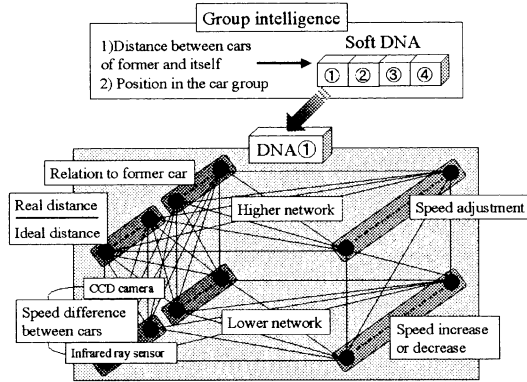 Group intelligence
1)Distance between cars
of former and itself
2) Position in the car group
Soft DNA
① ② ③ ④
DNA①
Relation to former car
Real distance
Ideal distance
Higher network
Speed adjustment
CCD camera
Speed difference
between cars
Infrared ray sensor
Lower network
Speed increase
or decrease